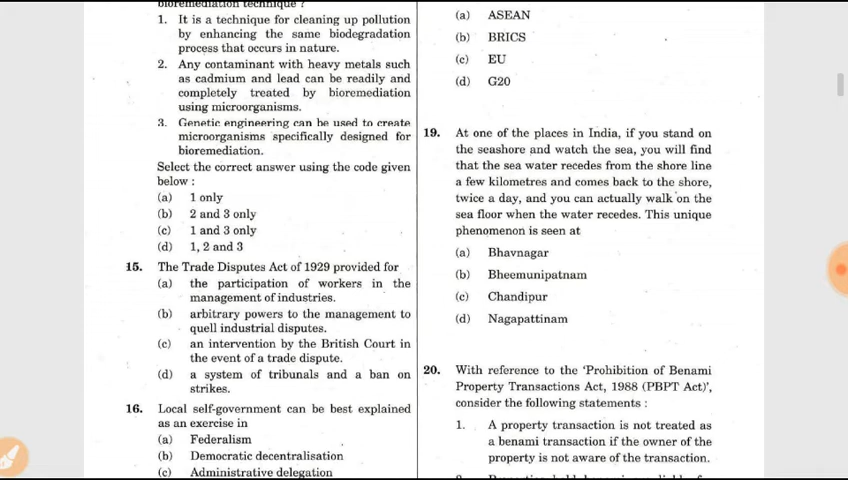 bioremediation technique ?
1. It is a technique for cleaning up pollution
by enhancing the same biodegradation
process that occurs in nature.
2. Any contaminant with heavy metals such
as cadmium and lead can be readily and
completely treated by bioremediation
using microorganisms.
3. Genetic engineering can be used to create
microorganisms specifically designed for
bioremediation.
Select the correct answer using the code given
below :
(a) 1 only
(b) 2 and 3 only
(c) 1 and 3 only
(d) 1, 2 and 3
15. The Trade Disputes Act of 1929 provided for
(a) the participation of workers in the
management of industries.
(b) arbitrary powers to the management to
quell industrial disputes.
(c) an intervention by the British Court in
the event of a trade dispute.
(d) a system of tribunals and a ban on
strikes.
16. Local self-government can be best explained
as an exercise in
(a) Federalism
(b) Democratic decentralisation
(c) Administrative delegation
(a) ASEAN
(b) BRICS
(c) EU
(d) G20
19. At one of the places in India, if you stand on
the seashore and watch the sea, you will find
that the sea water recedes from the shore line
a few kilometres and comes back to the shore,
twice a day, and you can actually walk on the
sea floor when the water recedes. This unique
phenomenon is seen at
(a) Bhavnagar
(b) Bheemunipatnam
(c) Chandipur
(d) Nagapattinam
20. With reference to the 'Prohibition of Benami
Property Transactions Act, 1988 (PBPT Act)',
consider the following statements :
1. A property transaction is not treated as
a benami transaction if the owner of the
property is not aware of the transaction.